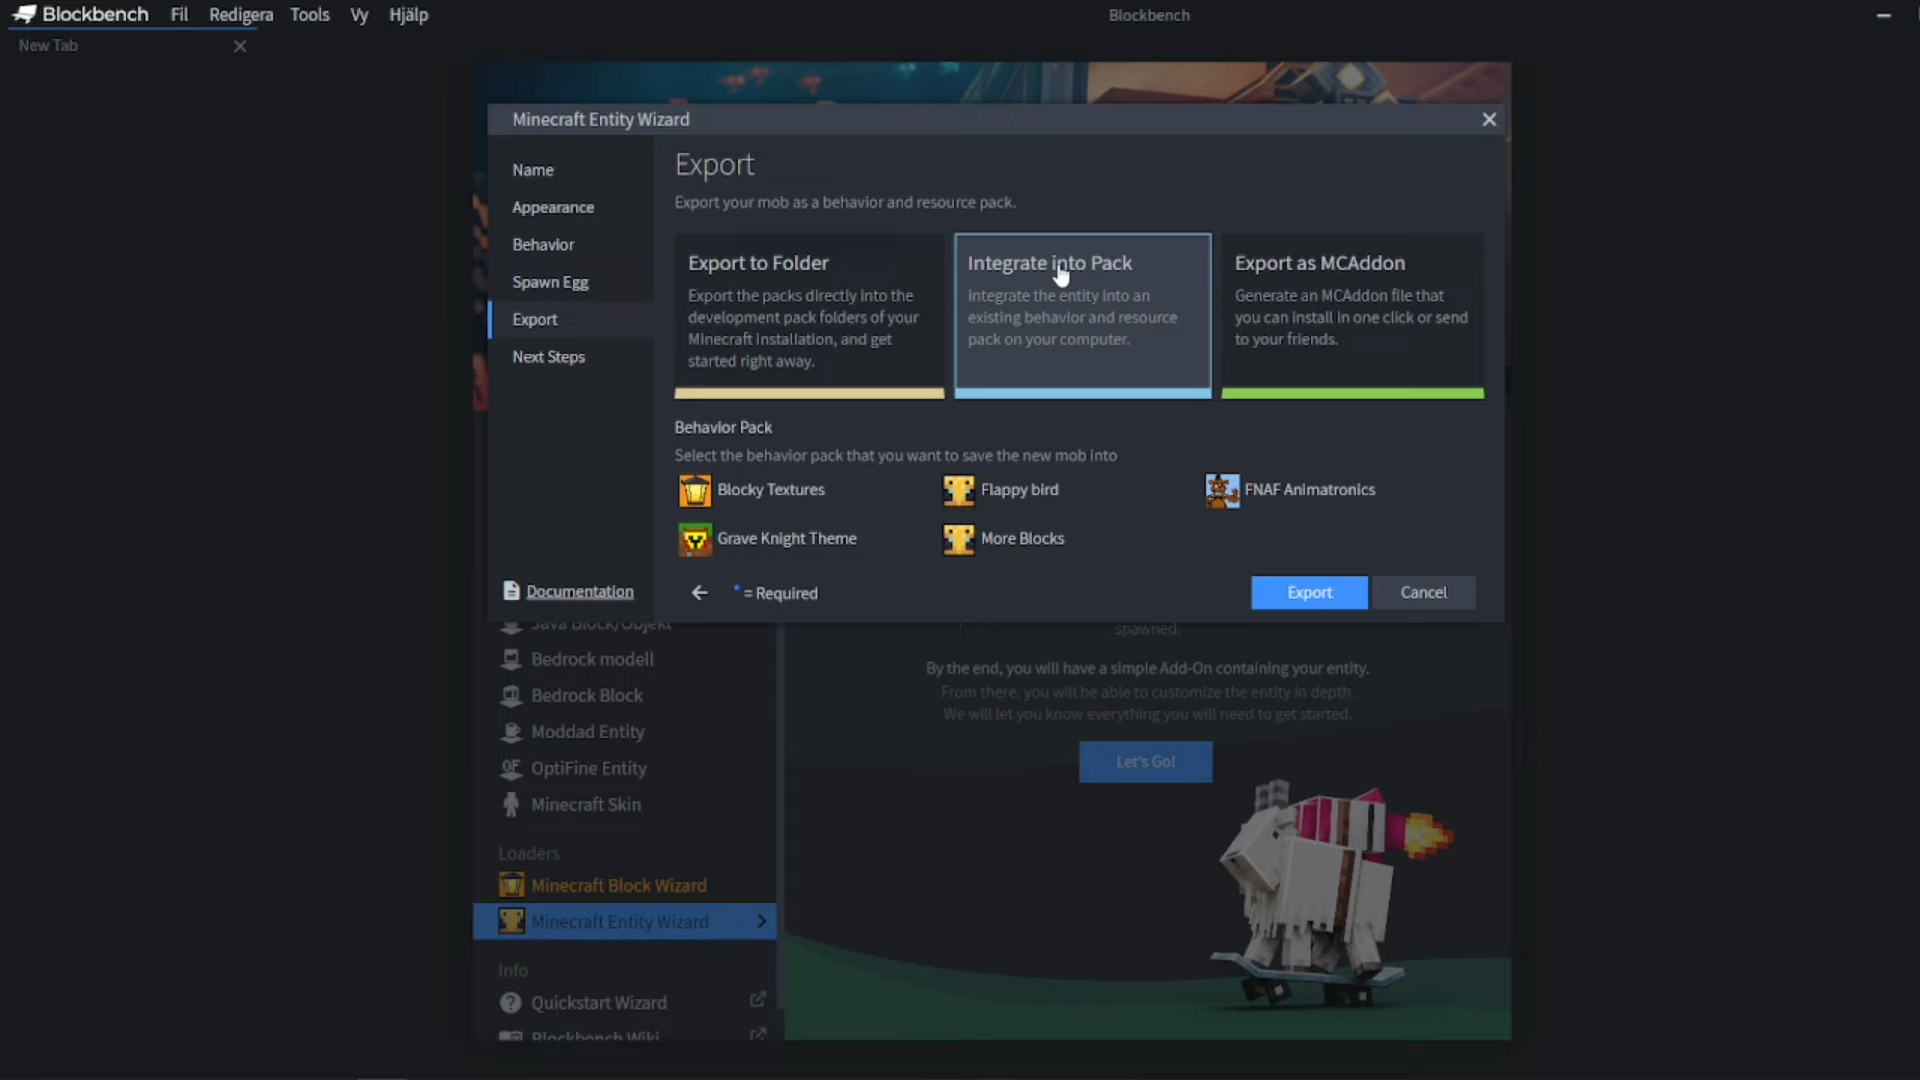 Blockbench Fil Redigera Tools Vy Hjälp
Blockbench
New Tab
Minecraft Entity Wizard
Name
Appearance
Behavior
Spawn Egg
Export
Next Steps
Documentation
Export
Export your mob as a behavior and resource pack.
Export to Folder
Export the packs directly into the
development pack folders of your
Minecraft installation, and get
started right away.
Integrate into Pack
Integrate the entity into an
existing behavior and resource
pack on your computer.
Export as MCAddon
Generate an MCAddon file that
you can install in one click or send
to your friends.
Behavior Pack
Select the behavior pack that you want to save the new mob into
Blocky Textures
Flappy bird
FNAF Animatronics
Grave Knight Theme
More Blocks
* = Required
Export
Cancel
Java Block/Objekt
Bedrock modell
Bedrock Block
Moddad Entity
OptiFine Entity
Minecraft Skin
Loaders
Minecraft Block Wizard
Minecraft Entity Wizard
Info
Quickstart Wizard
Blockbench Wiki
spawned.
By the end, you will have a simple Add-On containing your entity.
From there, you will be able to customize the entity in depth.
We will let you know everything you will need to get started.
Let's Go!